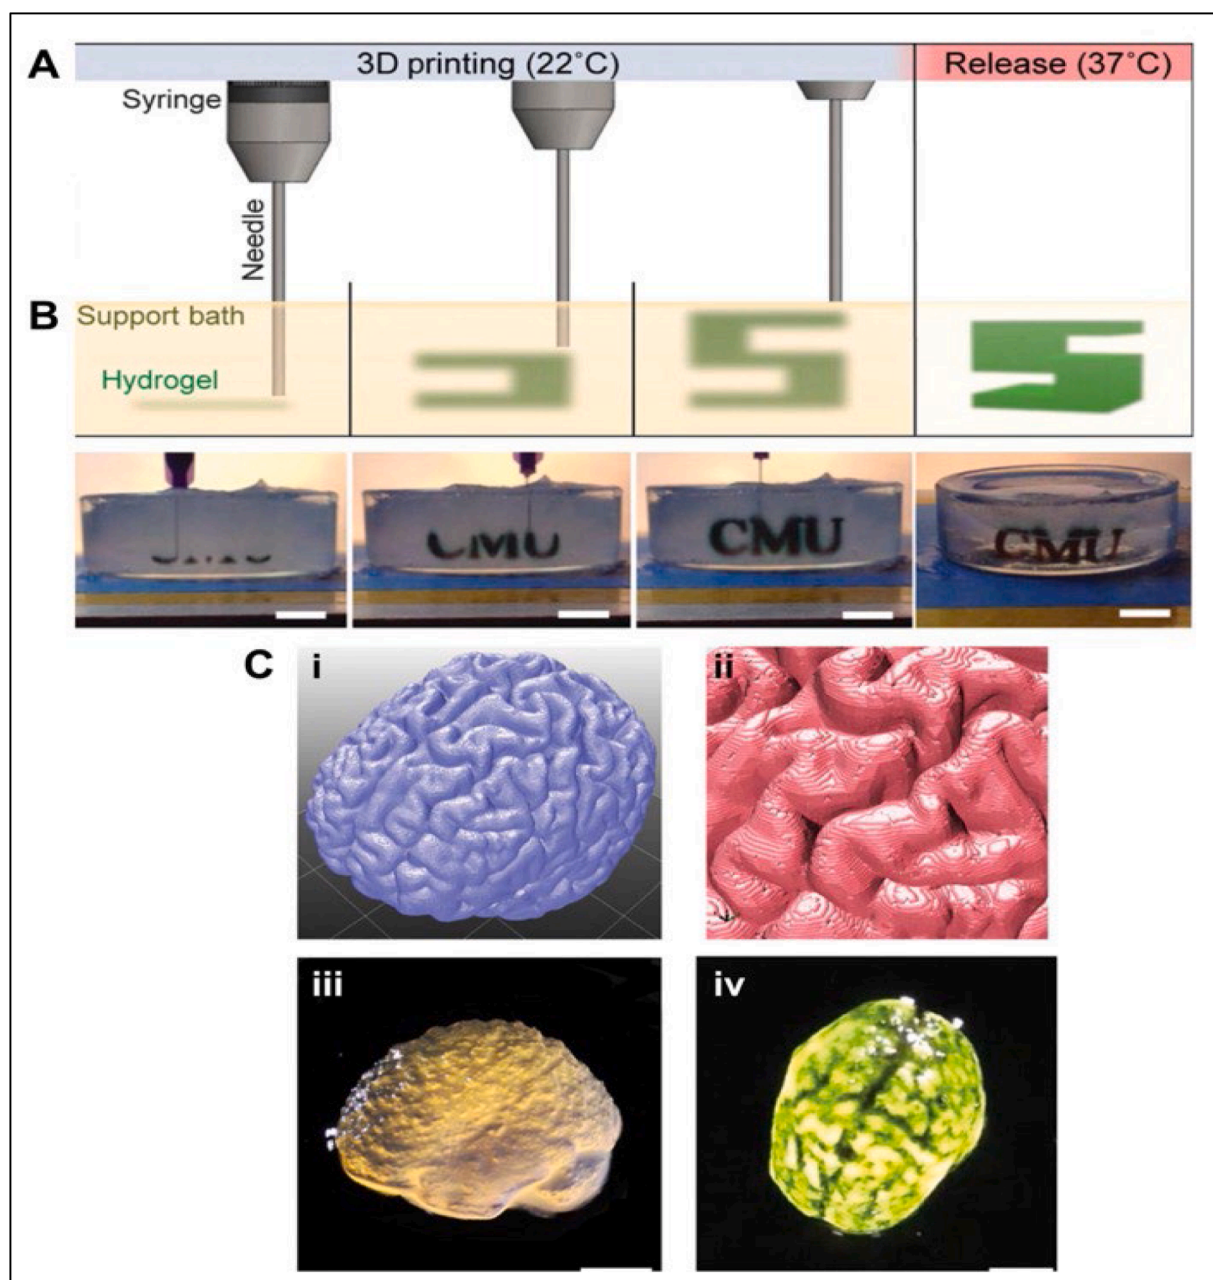 A
3D printing (22˚C)
Release (37˚C)
Syringe
Needle
B
Support bath
Hydrogel
CMU
CMU
CMU
C
i
ii
iii
iv